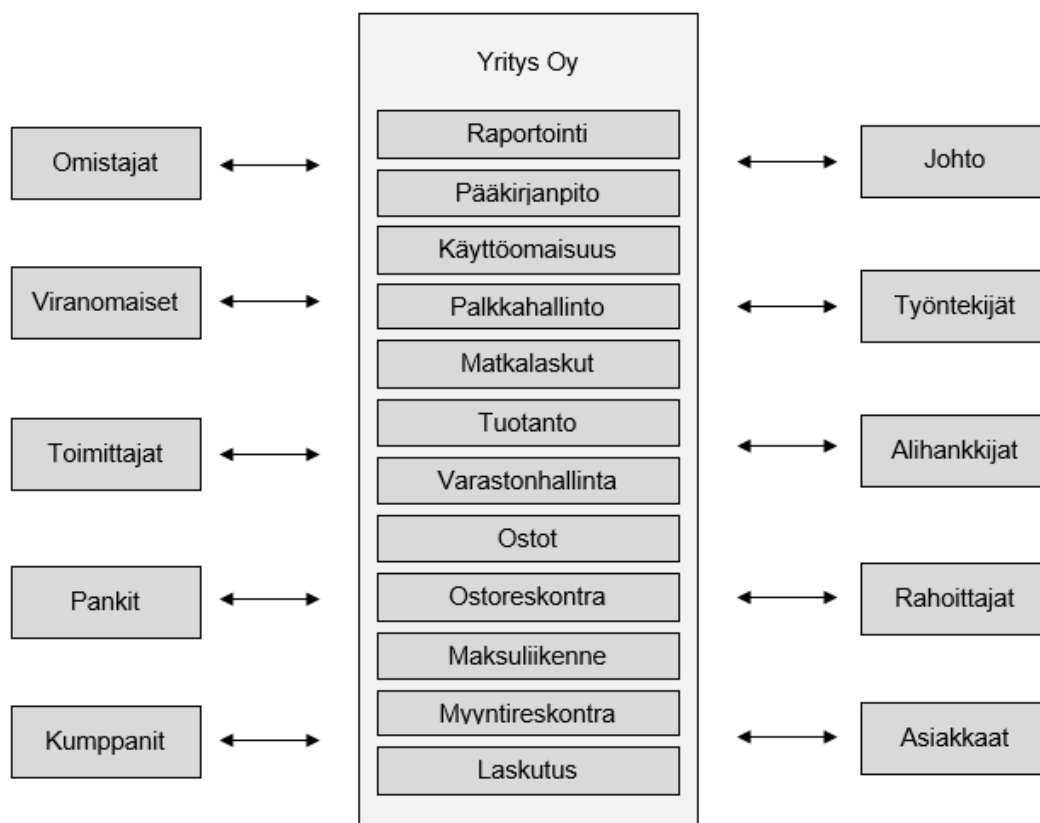 Yritys Oy
Omistajat
Viranomaiset
Toimittajat
Pankit
Kumppanit
Raportointi
Pääkirjanpito
Käyttöomaisuus
Palkkahallinto
Matkalaskut
Tuotanto
Varastonhallinta
Ostot
Ostoreskontra
Maksuliikenne
Myyntireskontra
Laskutus
Johto
Työntekijät
Alihankkijat
Rahoittajat
Asiakkaat